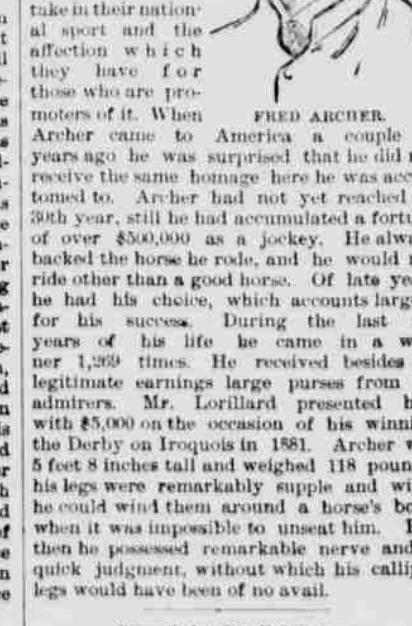 take in their nation-
al sport and the
affection which
they have for
those who are pro-
moters of it. When
FRED ARCHER.
Archer came to America a couple
years ago he was surprised that he did
receive the same homage here he was acc
tomed to. Archer had not yet reached
30th year, still he had accumulated a fortu
of over $500,000 as a jockey. He alwa
backed the horse he rode, and he would
ride other than a good horse. Of late yea
he had his choice, which accounts larg
for his success. During the last
years of his life he came in a w
ner 1,269 times. He received besides
legitimate earnings large purses from
admirers. Mr. Lorillard presented h
with $5,000 on the occasion of his winni
the Derby on Iroquois in 1881. Archer w
5 feet 8 inches tall and weighed 118 poun
his legs were remarkably supple and wi
he could wind them around a horse's bo
when it was impossible to unseat him.
then he possessed remarkable nerve and
quick judgment, without which his callip
legs would have been of no avail.